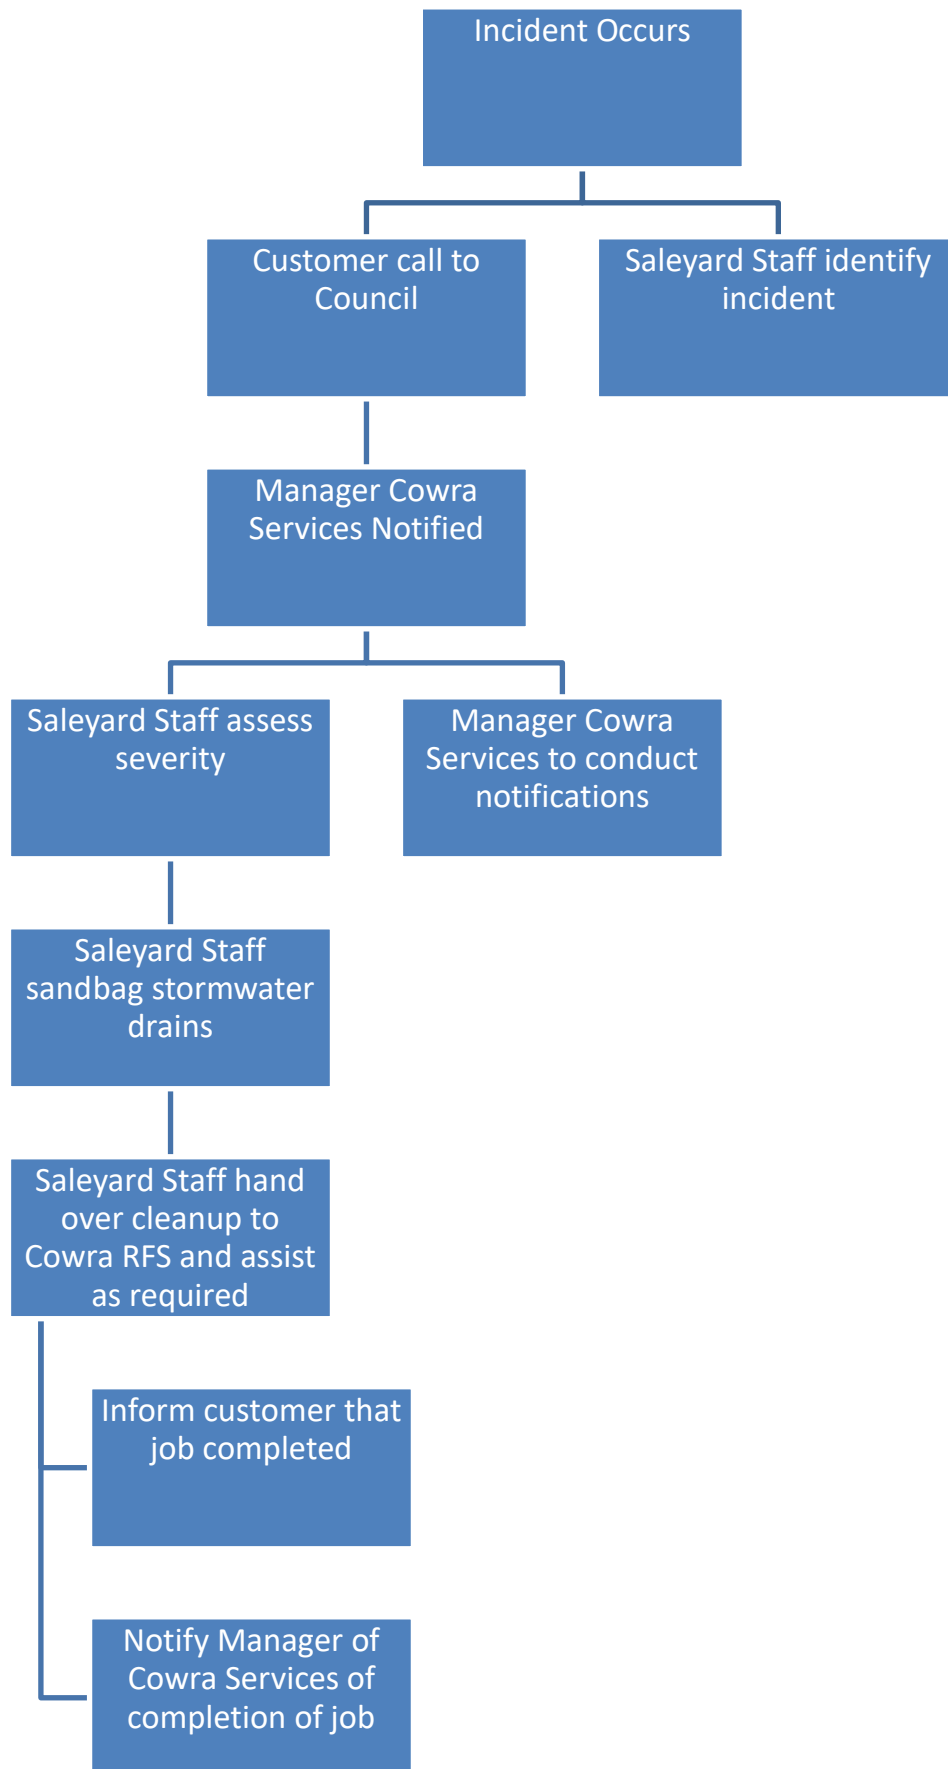 Incident Occurs
Customer call to
Council
Saleyard Staff identify
incident
Manager Cowra
Services Notified
Saleyard Staff assess
severity
Manager Cowra
Services to conduct
notifications
Saleyard Staff
sandbag stormwater
drains
Saleyard Staff hand
over cleanup to
Cowra RFS and assist
as required
Inform customer that
job completed
Notify Manager of
Cowra Services of
completion of job